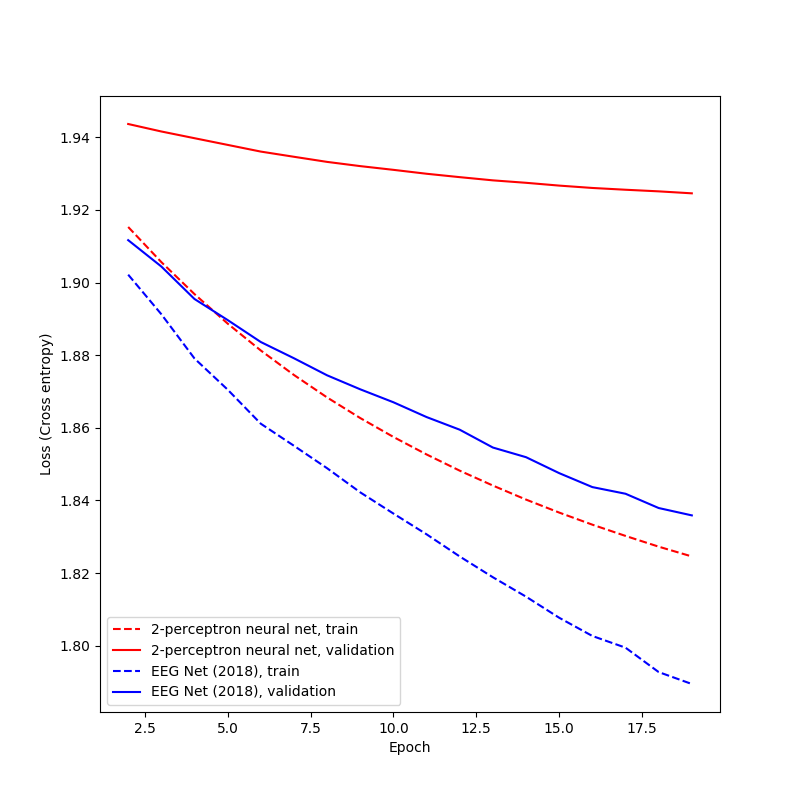 1.94
1.92
1.90
1.88
1.86
1.84
1.82
1.80
Loss (Cross entropy)
2-perceptron neural net, train
2-perceptron neural net, validation
EEG Net (2018), train
EEG Net (2018), validation
2.5 5.0 7.5 10.0 12.5 15.0 17.5
Epoch